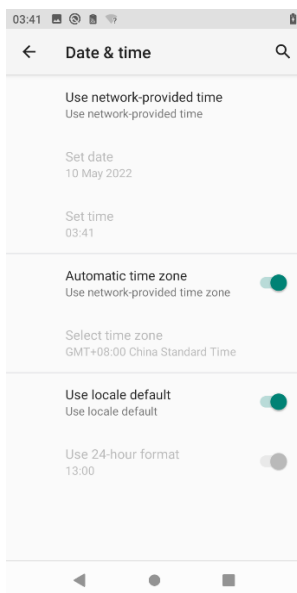 03:41
Date & time
Use network-provided time
Use network-provided time
Set date
10 May 2022
Set time
03:41
Automatic time zone
Use network-provided time zone
Select time zone
GMT+08:00 China Standard Time
Use locale default
Use locale default
Use 24-hour format
13:00